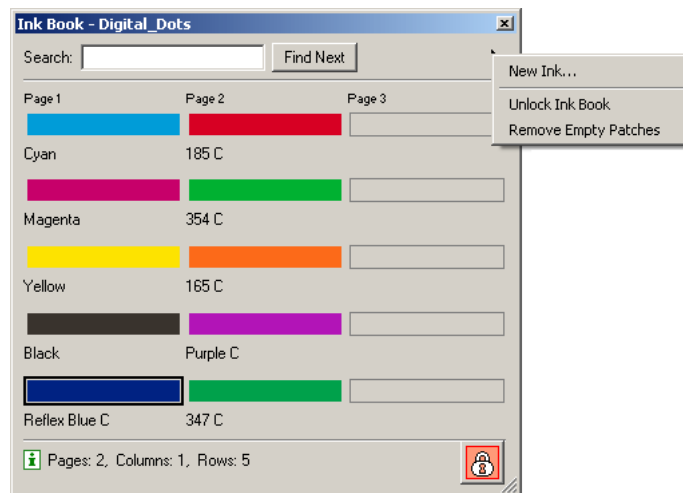 Ink Book - Digital_Dots
Search:
Find Next
New Ink...
Unlock Ink Book
Remove Empty Patches
Page 1 Page 2 Page 3
Cyan 185 C
Magenta 354 C
Yellow 165 C
Black Purple C
Reflex Blue C 347 C
Pages: 2, Columns: 1, Rows: 5